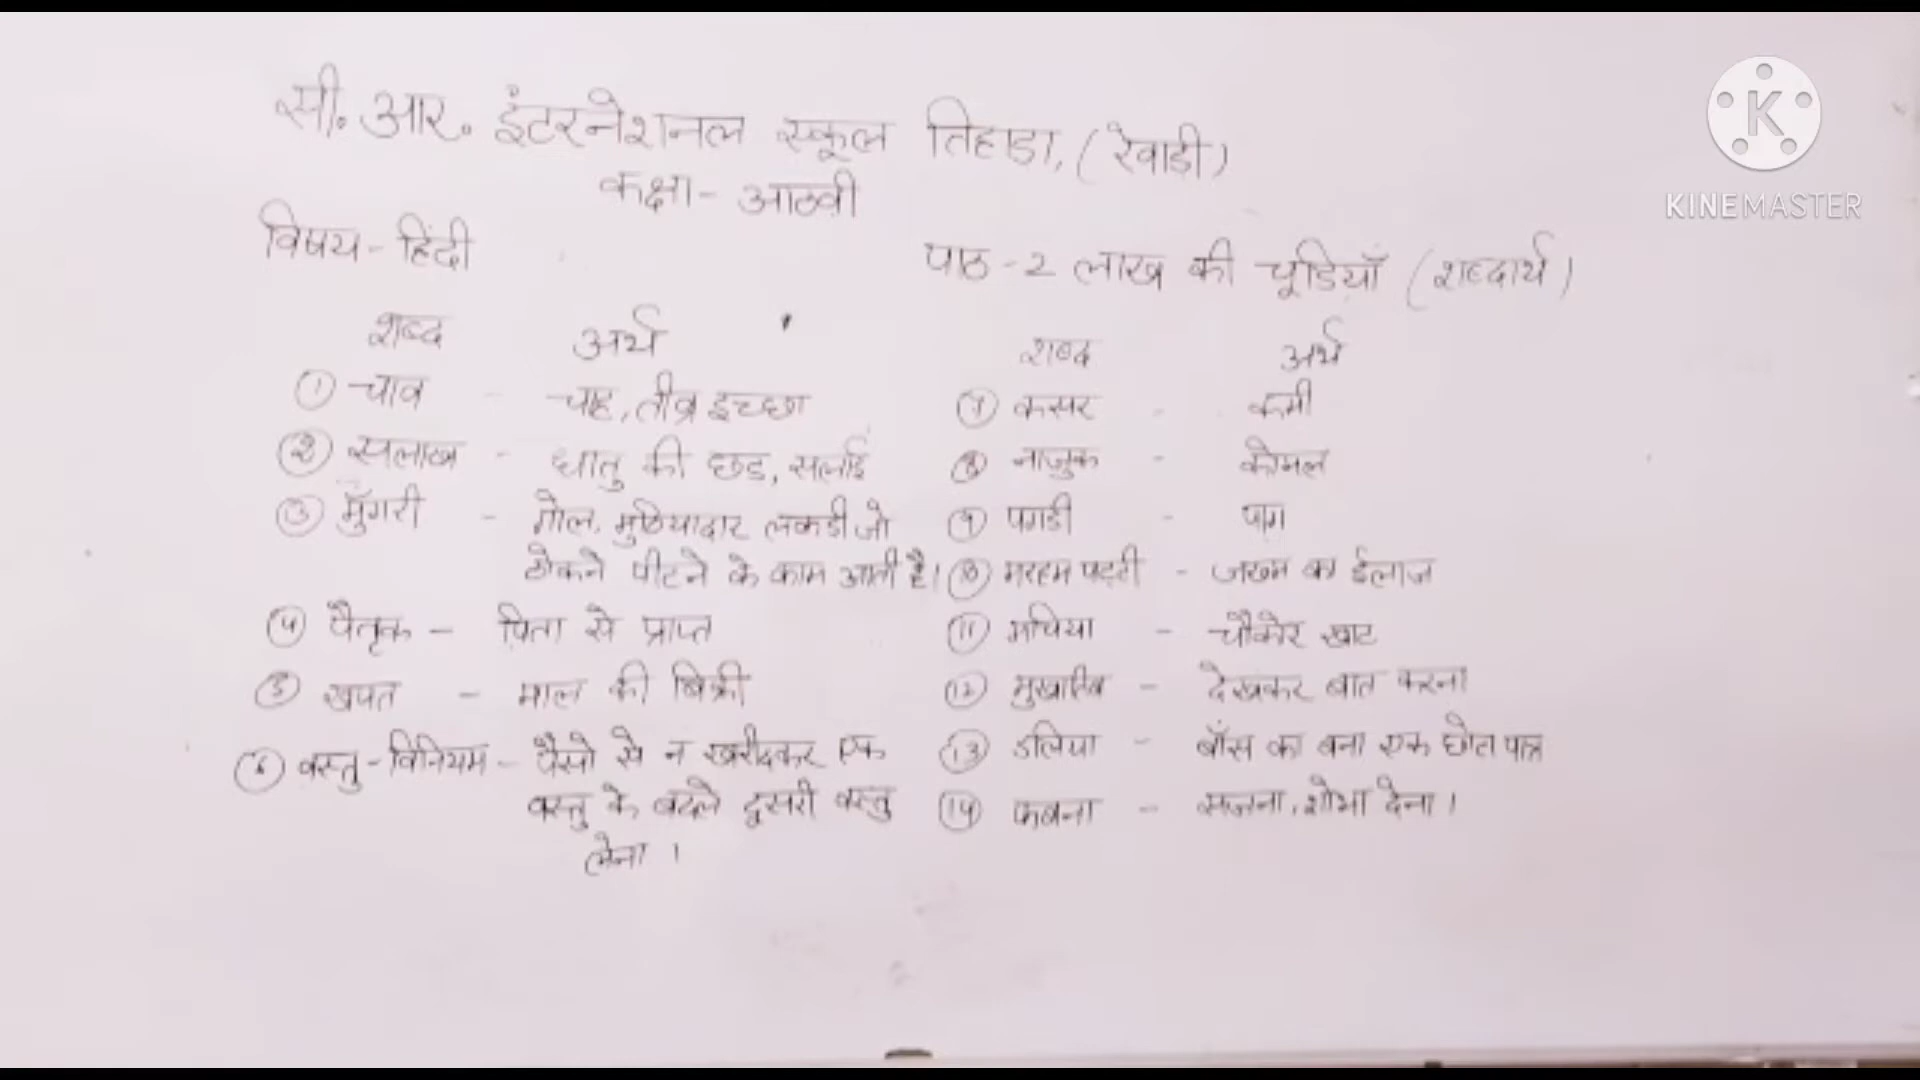 सी. आर. इंटरनेशनल स्कूल तिहाडा, (रेवाडी)
कक्षा - आठवी
विषय - हिंदी
पाठ - 2 लाख की चूडियाँ (शब्दार्थ)
शब्द अर्थ
① चाव - चाह, तीव्र इच्छा
② सलाख - धातु की छड, सलाई
③ मुँगरी - गोल, मुठियादार लकडी जो
ठोकने पीटने के काम आती है।
④ पैतृक - पिता से प्राप्त
⑤ खपत - माल की बिक्री
⑥ वस्तु - विनियम - पैसो से न खरीदकर एक
वस्तु के बदले दुसरी वस्तु
लेना ।
शब्द अर्थ
⑦ कसर - कमी
⑧ नाजुक - कोमल
⑨ पगडी - पाग
⑩ मरहम पट्टी - जख्म का ईलाज
⑪ मचिया - चौकोर खाट
⑫ मुखातिब - देखकर बात करना
⑬ डलिया - बाँस का बना एक छोटा पात्र
⑭ फबना - सजना, शोभा देना ।
KINEMASTER